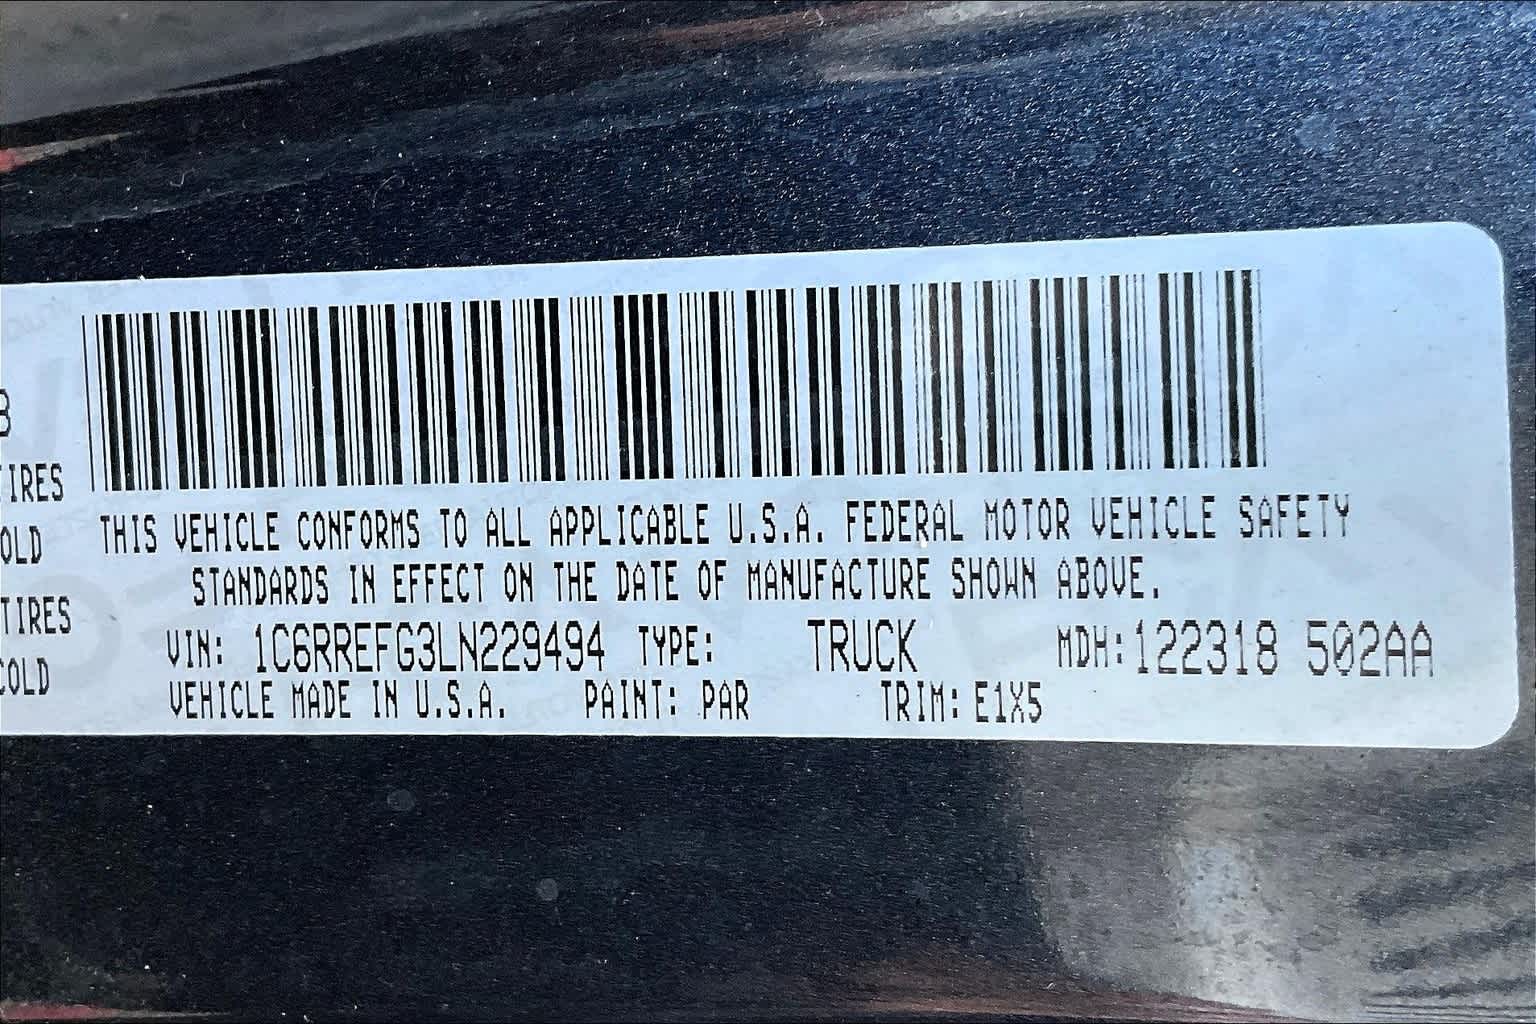 B
TIRES
OLD
TIRES
COLD
THIS VEHICLE CONFORMS TO ALL APPLICABLE U.S.A. FEDERAL MOTOR VEHICLE SAFETY
STANDARDS IN EFFECT ON THE DATE OF MANUFACTURE SHOWN ABOVE.
VIN: 1C6RREFG3LN229494 TYPE: TRUCK MDH:122318 502AA
VEHICLE MADE IN U.S.A. PAINT: PAR TRIM: E1X5